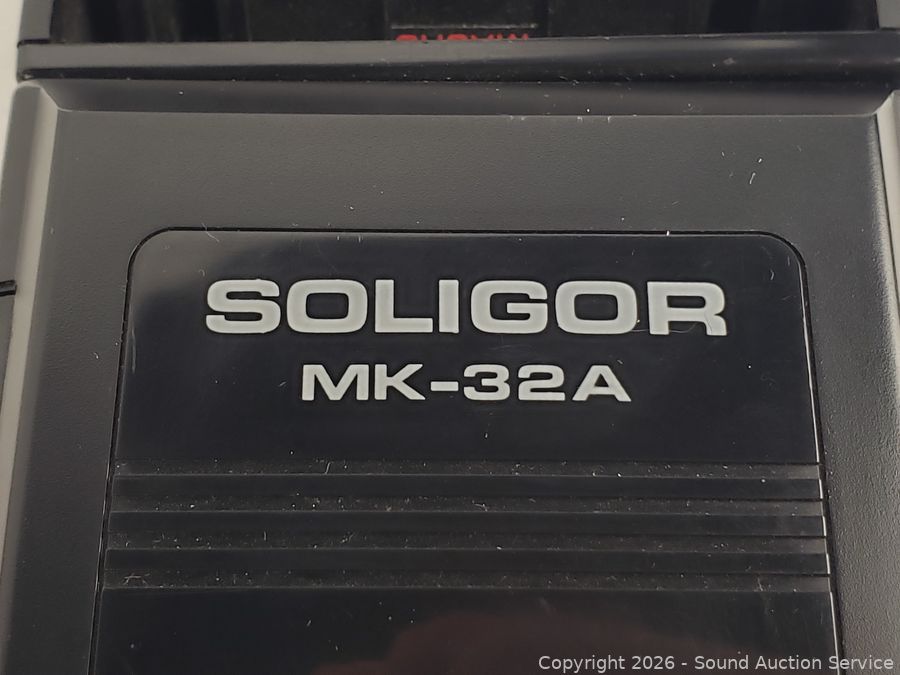 SOLIGOR
MK-32A
Copyright 2026 - Sound Auction Service